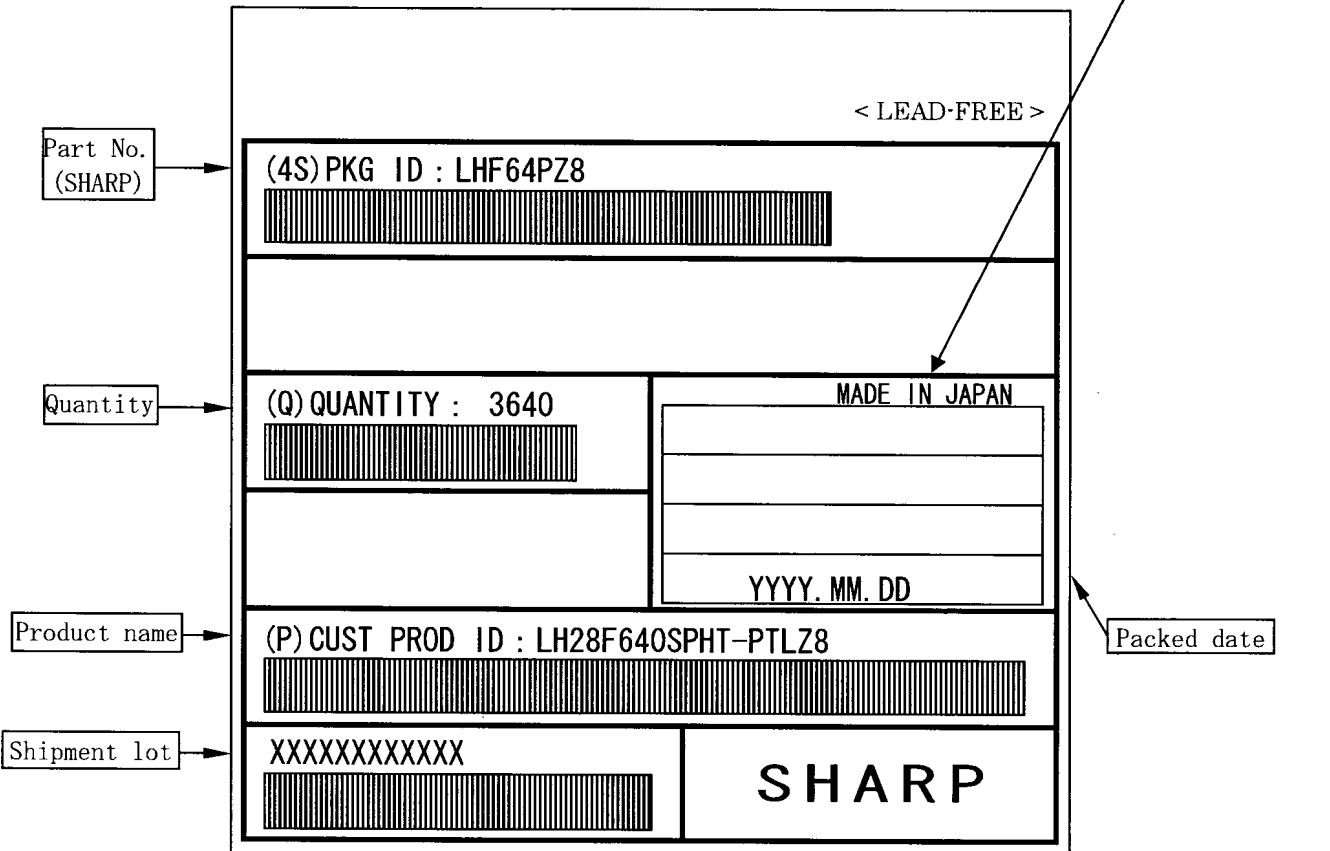 < LEAD-FREE >
Part No.
(SHARP)
(4S) PKG ID : LHF64PZ8
Quantity
(Q) QUANTITY : 3640
MADE IN JAPAN
YYYY. MM. DD
Product name
(P) CUST PROD ID : LH28F640SPHT-PTLZ8
Packed date
Shipment lot
XXXXXXXXXXXX
SHARP